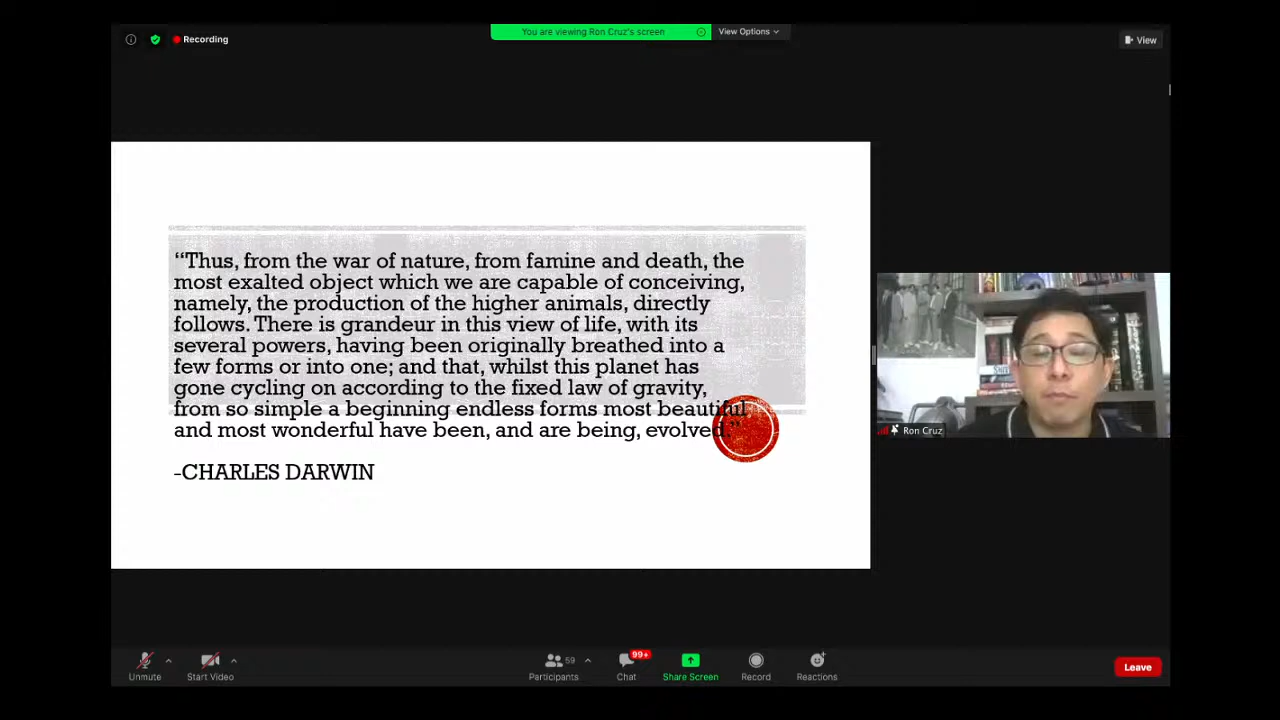 Recording
You are viewing Ron Cruz's screen
View Options
View
“Thus, from the war of nature, from famine and death, the
most exalted object which we are capable of conceiving,
namely, the production of the higher animals, directly
follows. There is grandeur in this view of life, with its
several powers, having been originally breathed into a
few forms or into one; and that, whilst this planet has
gone cycling on according to the fixed law of gravity,
from so simple a beginning endless forms most beautiful
and most wonderful have been, and are being, evolved.”
-CHARLES DARWIN
Ron Cruz
Unmute
Start Video
59
Participants
99+
Chat
Share Screen
Record
Reactions
Leave